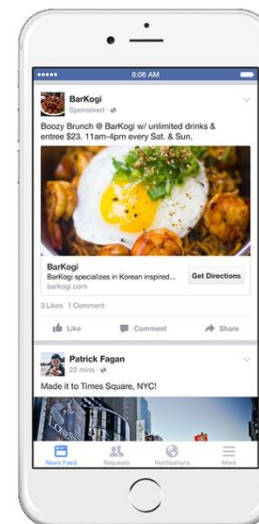 8:06 AM
BarKogi
Sponsored ·
Boozy Brunch @ BarKogi w/ unlimited drinks &
entree $23. 11am-4pm every Sat. & Sun.
BarKogi
BarKogi specializes in Korean inspired...
barkogi.com
Get Directions
3 Likes 1 Comment
Like Comment Share
Patrick Fagan
22 mins ·
Made it to Times Square, NYC!
News Feed Requests Notifications More